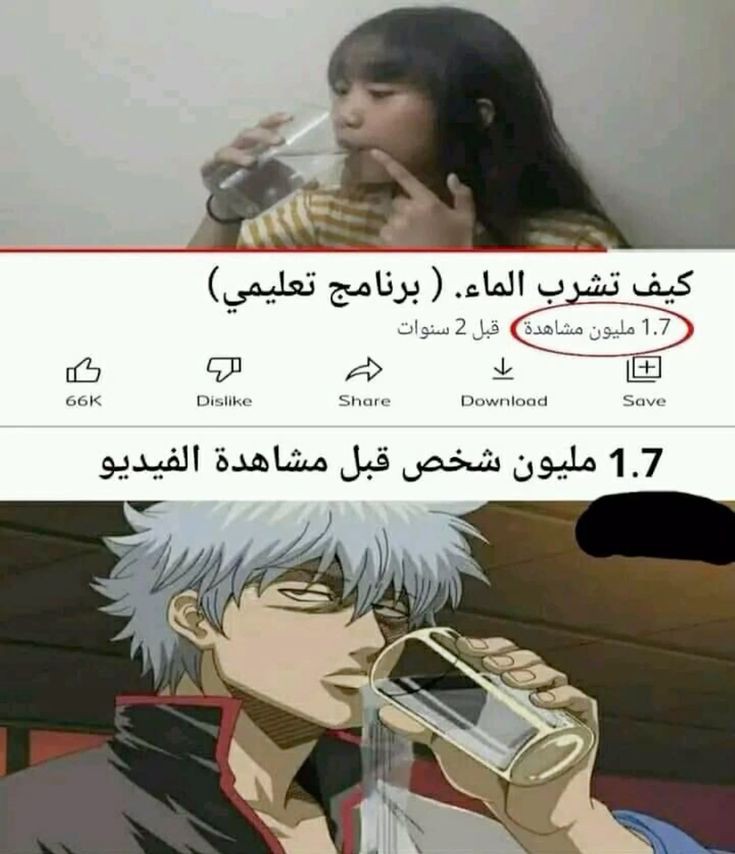 كيف تشرب الماء. ( برنامج تعليمي)
1.7 مليون مشاهدة قبل 2 سنوات
66K Dislike Share Download Save
1.7 مليون شخص قبل مشاهدة الفيديو